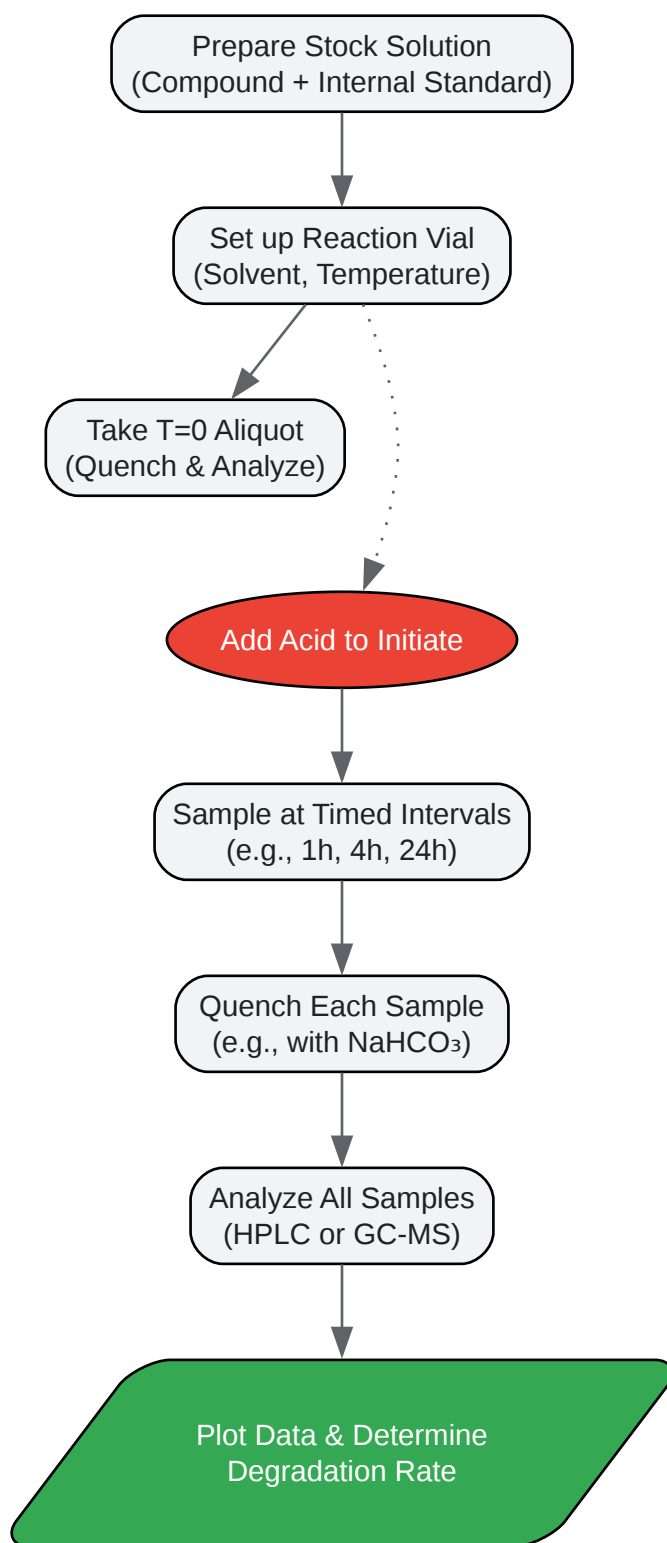 Prepare Stock Solution
(Compound + Internal Standard)
Set up Reaction Vial
(Solvent, Temperature)
Take T=0 Aliquot
(Quench & Analyze)
Add Acid to Initiate
Sample at Timed Intervals
(e.g., 1h, 4h, 24h)
Quench Each Sample
(e.g., with NaHCO₃)
Analyze All Samples
(HPLC or GC-MS)
Plot Data & Determine
Degradation Rate